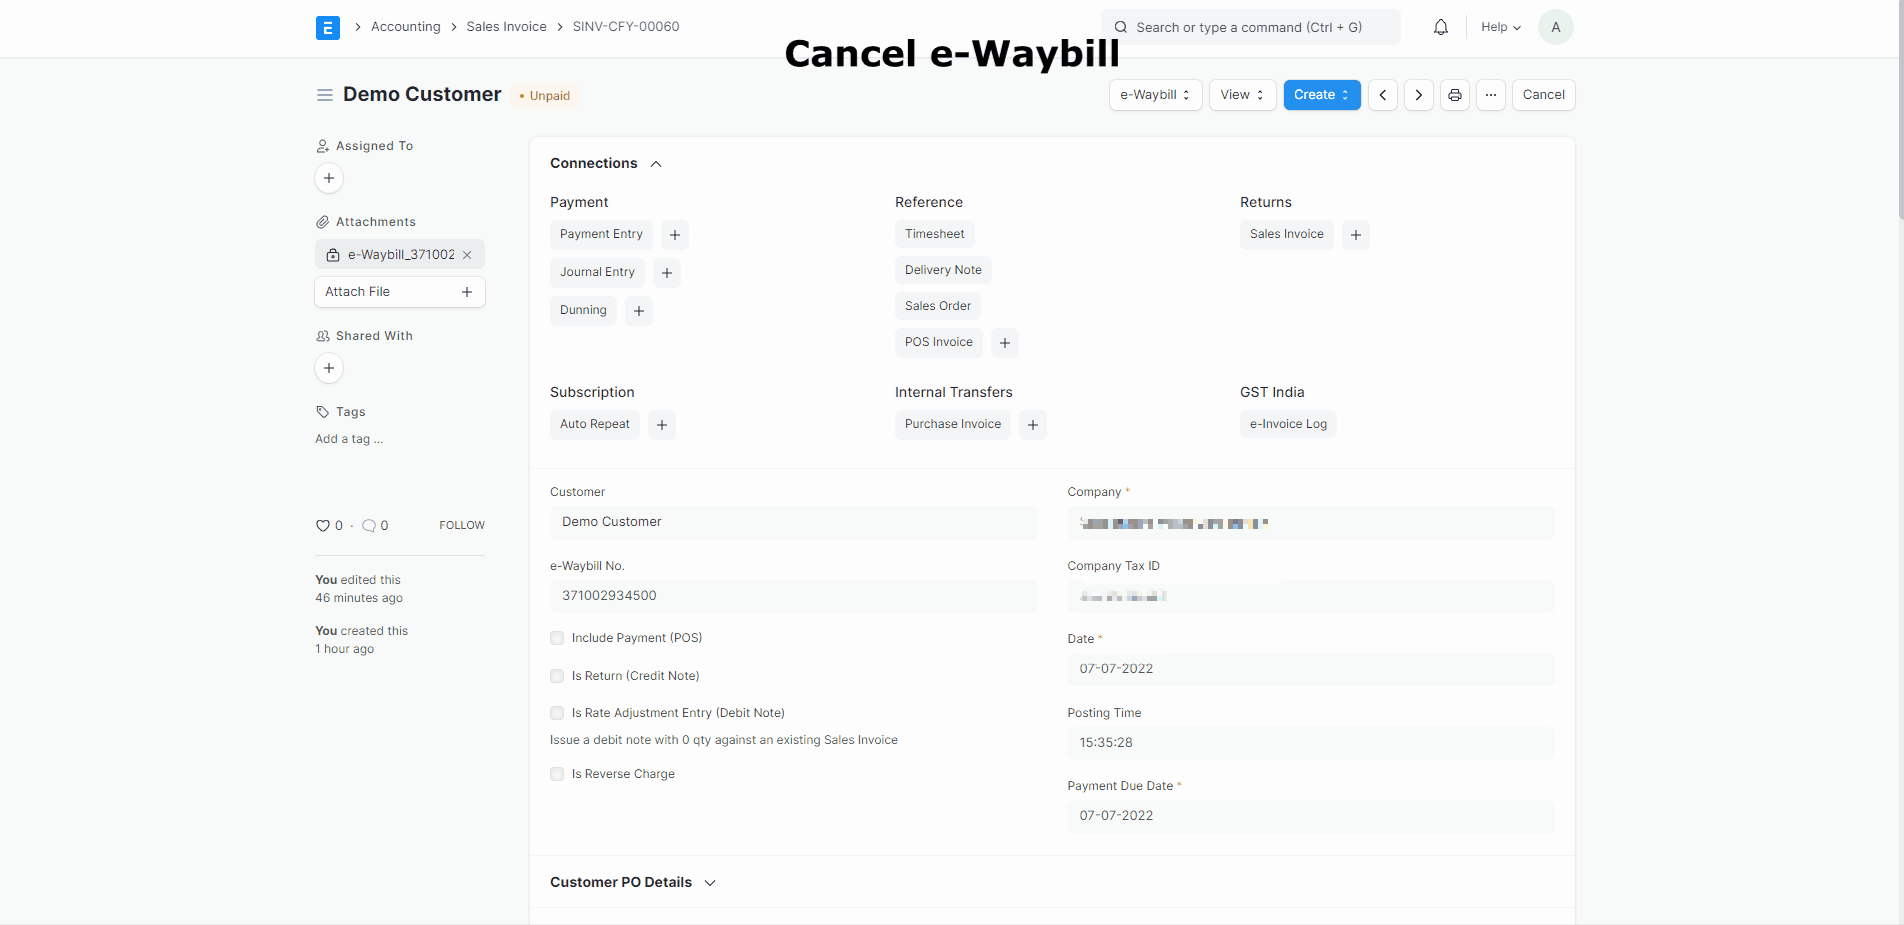 E
Accounting
Sales Invoice
SINV-CFY-00060
Search or type a command (Ctrl + G)
Help
A
Cancel e-Waybill
Demo Customer
Unpaid
e-Waybill
View
Create
Cancel
Assigned To
Attachments
e-Waybill_371002
Attach File
Shared With
Tags
Add a tag ...
0 · 0
FOLLOW
You edited this
46 minutes ago
You created this
1 hour ago
Connections
Payment
Payment Entry
Journal Entry
Dunning
Reference
Timesheet
Delivery Note
Sales Order
POS Invoice
Returns
Sales Invoice
Subscription
Auto Repeat
Internal Transfers
Purchase Invoice
GST India
e-Invoice Log
Customer
Demo Customer
e-Waybill No.
371002934500
Include Payment (POS)
Is Return (Credit Note)
Is Rate Adjustment Entry (Debit Note)
Issue a debit note with 0 qty against an existing Sales Invoice
Is Reverse Charge
Company *
Company Tax ID
Date *
07-07-2022
Posting Time
15:35:28
Payment Due Date *
07-07-2022
Customer PO Details